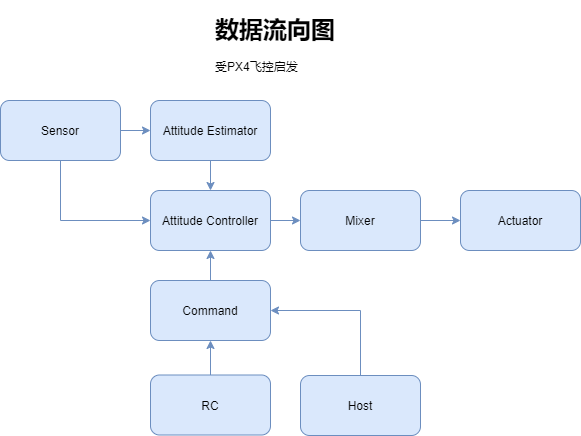 数据流向图
受PX4飞控启发
Sensor
Attitude Estimator
Attitude Controller
Mixer
Actuator
Command
RC
Host